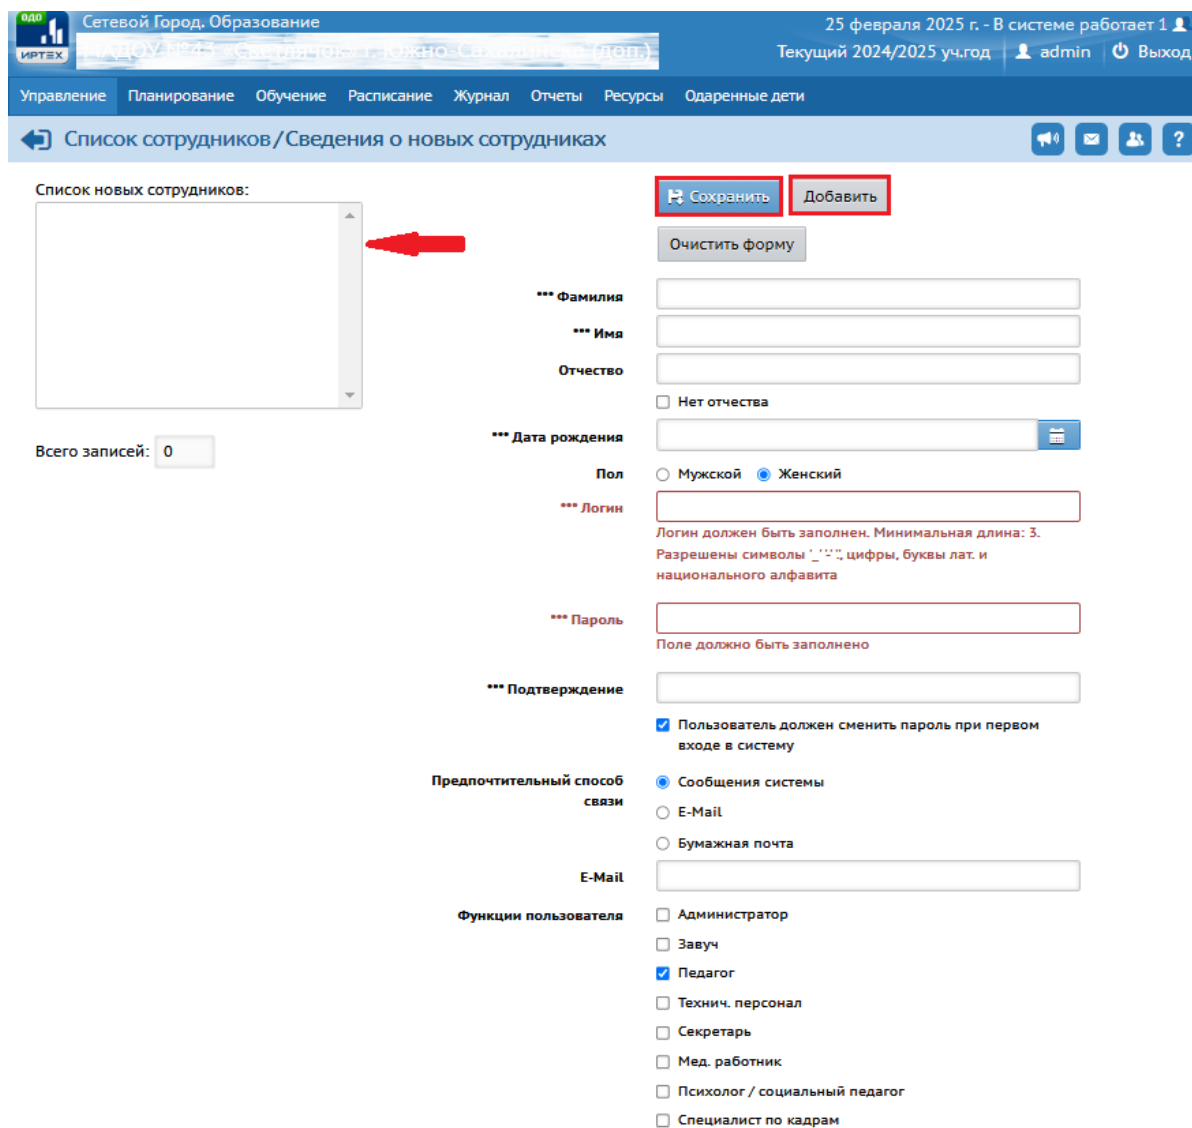 ОДО
ИРТЕХ
Сетевой Город. Образование
25 февраля 2025 г. - В системе работает 1
Текущий 2024/2025 уч.год admin Выход
Управление Планирование Обучение Расписание Журнал Отчеты Ресурсы Одаренные дети
Список сотрудников/Сведения о новых сотрудниках
?
Список новых сотрудников:
Всего записей: 0
Сохранить Добавить
Очистить форму
*** Фамилия
*** Имя
Отчество
Нет отчества
*** Дата рождения
Пол Мужской Женский
*** Логин
Логин должен быть заполнен. Минимальная длина: 3.
Разрешены символы '_' '-' '.', цифры, буквы лат. и
национального алфавита
*** Пароль
Поле должно быть заполнено
*** Подтверждение
Пользователь должен сменить пароль при первом
входе в систему
Предпочтительный способ
связи
Сообщения системы
E-Mail
Бумажная почта
E-Mail
Функции пользователя
Администратор
Завуч
Педагог
Технич. персонал
Секретарь
Мед. работник
Психолог / социальный педагог
Специалист по кадрам